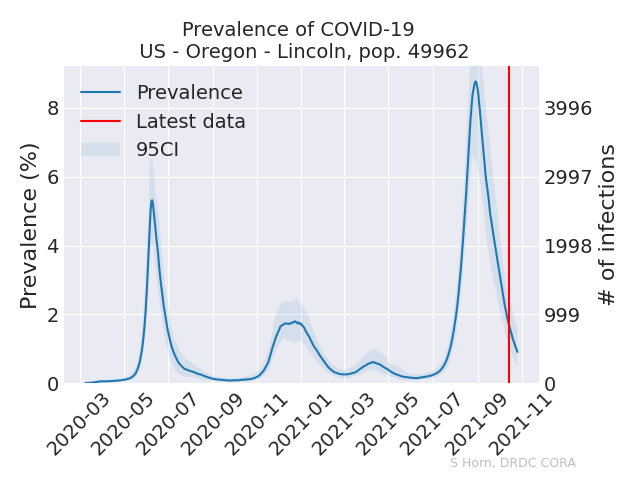 Prevalence of COVID-19
US - Oregon - Lincoln, pop. 49962
Prevalence
Latest data
95CI
Prevalence (%)
8
6
4
2
0
3996
2997
1998
999
0
# of infections
2020-03
2020-05
2020-07
2020-09
2020-11
2021-01
2021-03
2021-05
2021-07
2021-09
2021-11
S Horn, DRDC CORA